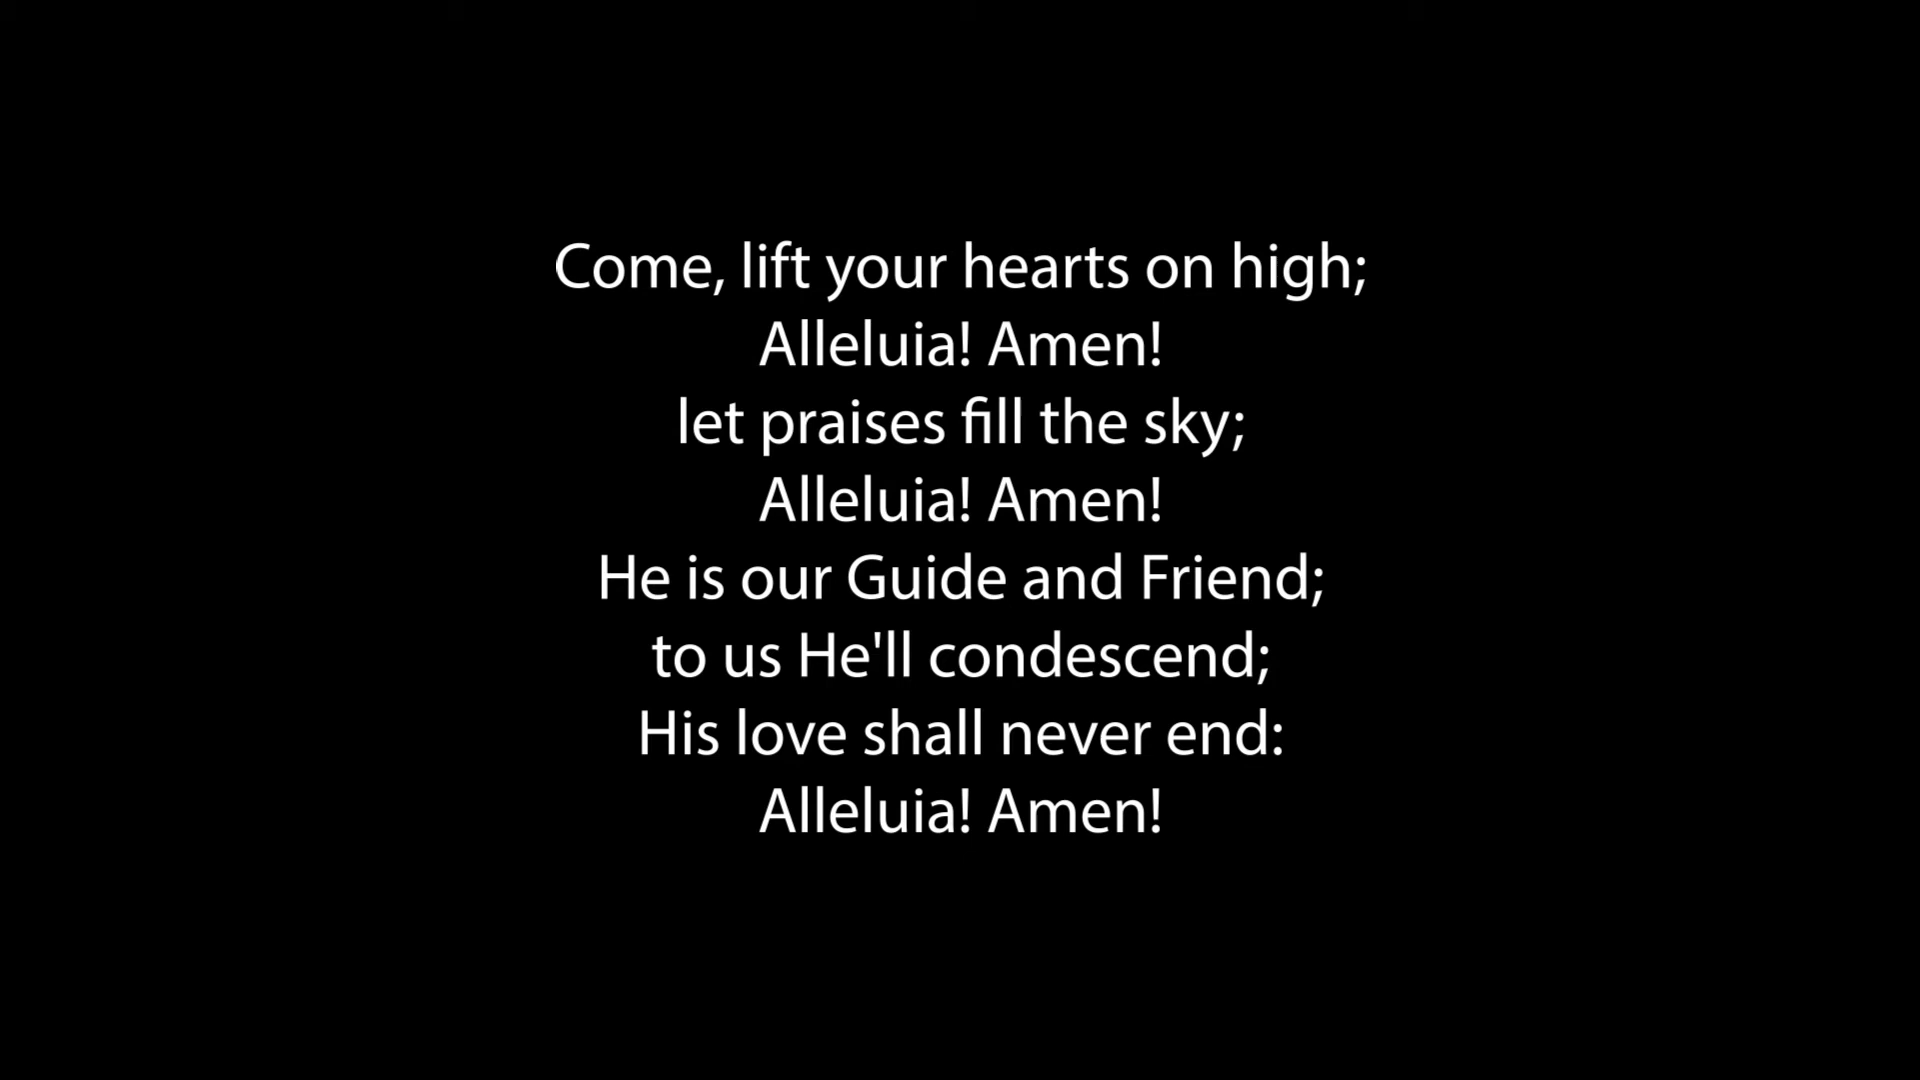 Come, lift your hearts on high;
Alleluia! Amen!
let praises fill the sky;
Alleluia! Amen!
He is our Guide and Friend;
to us He'll condescend;
His love shall never end:
Alleluia! Amen!